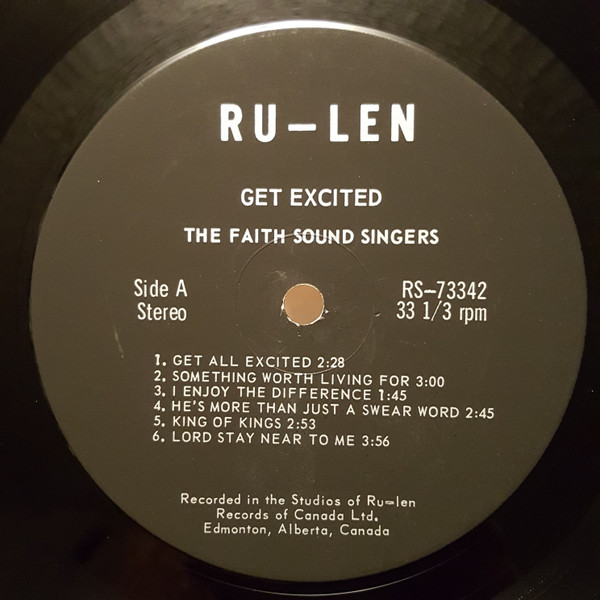 RU–LEN
GET EXCITED
THE FAITH SOUND SINGERS
Side A RS–73342
Stereo 33 1/3 rpm
1. GET ALL EXCITED 2:28
2. SOMETHING WORTH LIVING FOR 3:00
3. I ENJOY THE DIFFERENCE 1:45
4. HE'S MORE THAN JUST A SWEAR WORD 2:45
5. KING OF KINGS 2:53
6. LORD STAY NEAR TO ME 3:56
Recorded in the Studios of Ru–len
Records of Canada Ltd.
Edmonton, Alberta, Canada